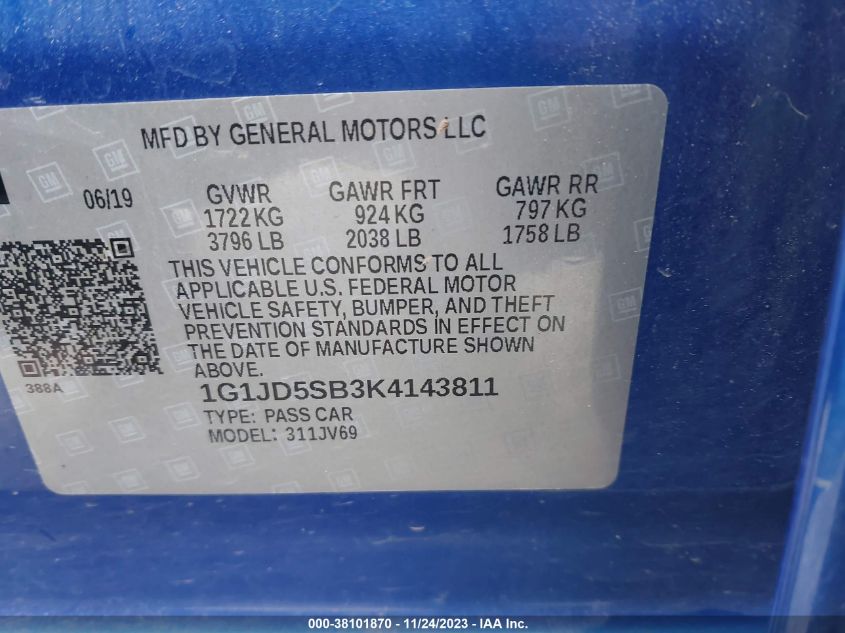 MFD BY GENERAL MOTORS LLC
06/19 GVWR GAWR FRT GAWR RR
1722 KG 924 KG 797 KG
3796 LB 2038 LB 1758 LB
THIS VEHICLE CONFORMS TO ALL
APPLICABLE U.S. FEDERAL MOTOR
VEHICLE SAFETY, BUMPER, AND THEFT
PREVENTION STANDARDS IN EFFECT ON
THE DATE OF MANUFACTURE SHOWN
ABOVE.
388A
1G1JD5SB3K4143811
TYPE: PASS CAR
MODEL: 311JV69
000-38101870 - 11/24/2023 - IAA Inc.